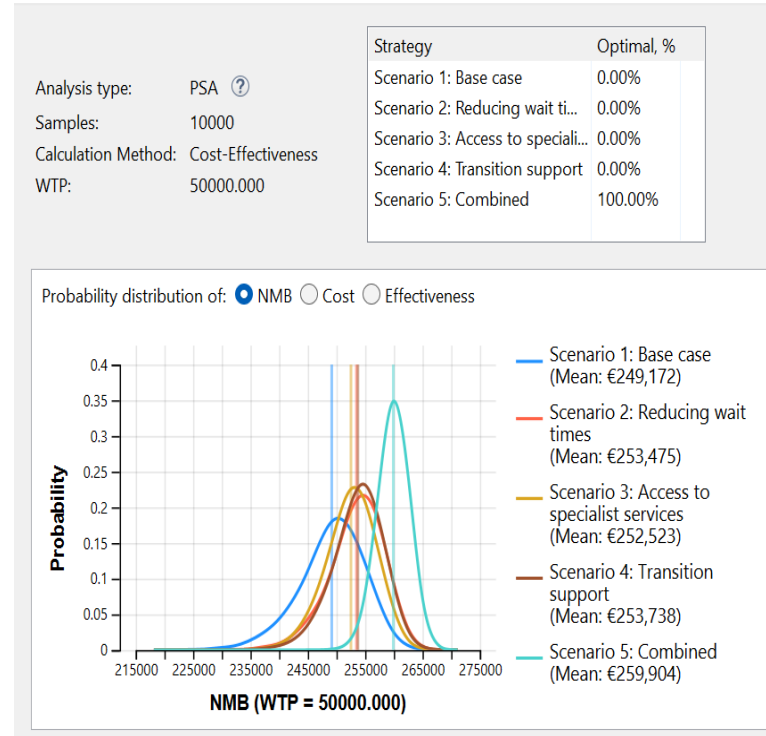 Analysis type: PSA ?
Samples: 10000
Calculation Method: Cost-Effectiveness
WTP: 50000.000
Strategy Optimal, %
Scenario 1: Base case 0.00%
Scenario 2: Reducing wait ti... 0.00%
Scenario 3: Access to speciali... 0.00%
Scenario 4: Transition support 0.00%
Scenario 5: Combined 100.00%
Probability distribution of: NMB Cost Effectiveness
0.4
0.35
0.3
0.25
0.2
0.15
0.1
0.05
0
Probability
215000 225000 235000 245000 255000 265000 275000
NMB (WTP = 50000.000)
Scenario 1: Base case
(Mean: €249,172)
Scenario 2: Reducing wait
times
(Mean: €253,475)
Scenario 3: Access to
specialist services
(Mean: €252,523)
Scenario 4: Transition
support
(Mean: €253,738)
Scenario 5: Combined
(Mean: €259,904)